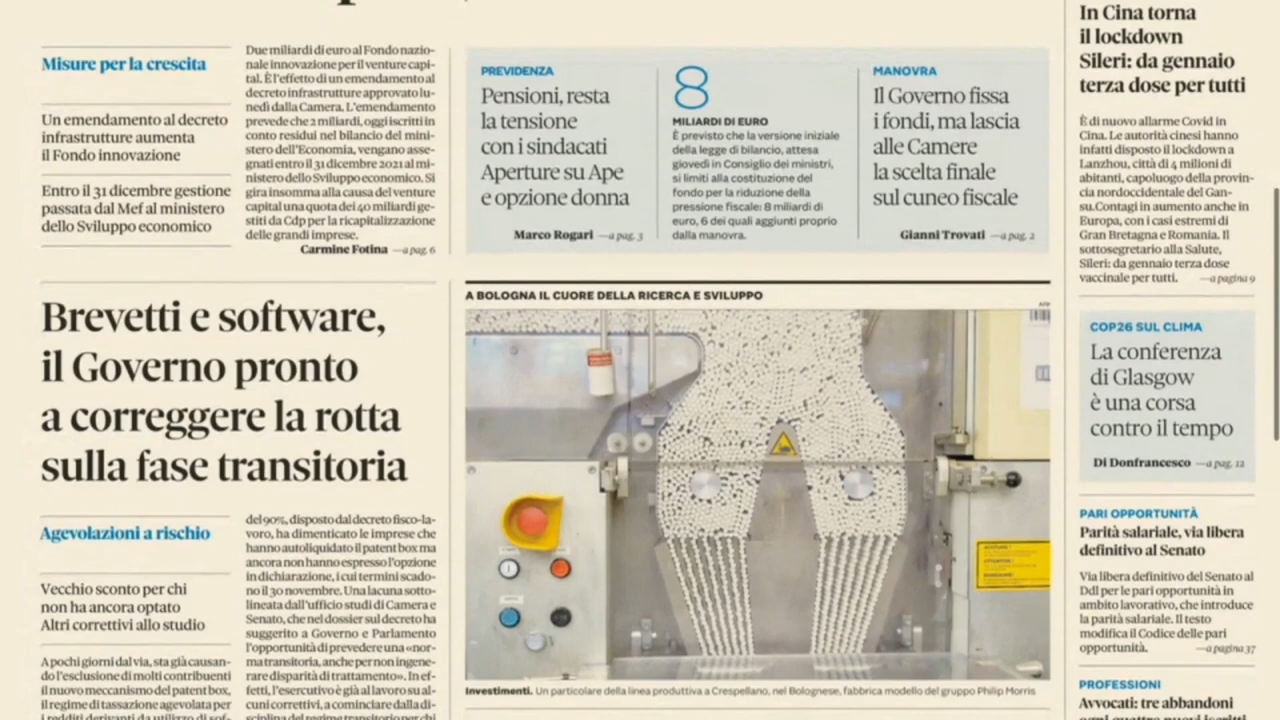 Misure per la crescita
Un emendamento al decreto
infrastrutture aumenta
il Fondo innovazione
Entro il 31 dicembre gestione
passata dal Mef al ministero
dello Sviluppo economico
Due miliardi di euro al Fondo nazio-
nale innovazione per il venture capi-
tal. È l'effetto di un emendamento al
decreto infrastrutture approvato lu-
nedì dalla Camera. L'emendamento
prevede che 2 miliardi, oggi iscritti in
conto residui nel bilancio del mini-
stero dell'Economia, vengano asse-
gnati entro il 31 dicembre 2021 al mi-
nistero dello Sviluppo economico. Si
gira insomma alla causa del venture
capital una quota dei 40 miliardi ge-
stiti da Cdp per la ricapitalizzazione
delle grandi imprese.
Carmine Fotina —a pag. 6
PREVIDENZA
Pensioni, resta
la tensione
con i sindacati
Aperture su Ape
e opzione donna
Marco Rogari —a pag. 3
8
MILIARDI DI EURO
È previsto che la versione iniziale
della legge di bilancio, attesa
giovedì in Consiglio dei ministri,
si limiti alla costituzione del
fondo per la riduzione della
pressione fiscale: 8 miliardi di
euro, 6 dei quali aggiunti proprio
dalla manovra.
MANOVRA
Il Governo fissa
i fondi, ma lascia
alle Camere
la scelta finale
sul cuneo fiscale
Gianni Trovati —a pag. 2
Brevetti e software,
il Governo pronto
a correggere la rotta
sulla fase transitoria
Agevolazioni a rischio
Vecchio sconto per chi
non ha ancora optato
Altri correttivi allo studio
A pochi giorni dal via, sta già causan-
do l'esclusione di molti contribuenti
il nuovo meccanismo del patent box,
il regime di tassazione agevolata per
i redditi derivanti da utilizzo di sof-
del 90%, disposto dal decreto fisco-la-
voro, ha dimenticato le imprese che
hanno autoliquidato il patent box ma
ancora non hanno espresso l'opzione
in dichiarazione, i cui termini scado-
no il 30 novembre. Una lacuna sotto-
lineata dall'ufficio studi di Camera e
Senato, che nel dossier sul decreto ha
suggerito a Governo e Parlamento
l'opportunità di prevedere una «nor-
ma transitoria, anche per non ingene-
rare disparità di trattamento». In ef-
fetti, l'esecutivo è già al lavoro su al-
cuni correttivi, a cominciare dalla di-
sciplina del regime transitorio per chi
A BOLOGNA IL CUORE DELLA RICERCA E SVILUPPO
AFP
Investimenti. Un particolare della linea produttiva a Crespellano, nel Bolognese, fabbrica modello del gruppo Philip Morris
In Cina torna
il lockdown
Sileri: da gennaio
terza dose per tutti
È di nuovo allarme Covid in
Cina. Le autorità cinesi hanno
infatti disposto il lockdown a
Lanzhou, città di 4 milioni di
abitanti, capoluogo della provin-
cia nordoccidentale del Gan-
su.Contagi in aumento anche in
Europa, con i casi estremi di
Gran Bretagna e Romania. Il
sottosegretario alla Salute,
Sileri: da gennaio terza dose
vaccinale per tutti. —a pagina 9
COP26 SUL CLIMA
La conferenza
di Glasgow
è una corsa
contro il tempo
Di Donfrancesco —a pag. 12
PARI OPPORTUNITÀ
Parità salariale, via libera
definitivo al Senato
Via libera definitivo del Senato al
Ddl per le pari opportunità in
ambito lavorativo, che introduce
la parità salariale. Il testo
modifica il Codice delle pari
opportunità. —a pagina 37
PROFESSIONI
Avvocati: tre abbandoni
ogni quattro nuovi iscritti